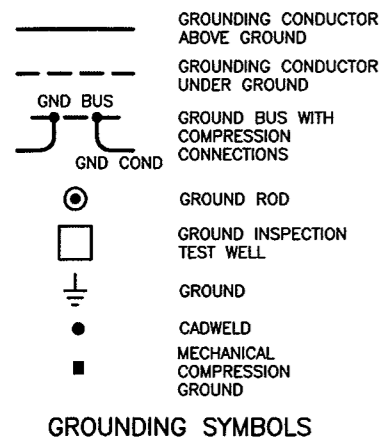 GROUNDING CONDUCTOR
ABOVE GROUND
GROUNDING CONDUCTOR
UNDER GROUND
GND BUS
GROUND BUS WITH
COMPRESSION
CONNECTIONS
GND COND
GROUND ROD
GROUND INSPECTION
TEST WELL
GROUND
CADWELD
MECHANICAL
COMPRESSION
GROUND
GROUNDING SYMBOLS